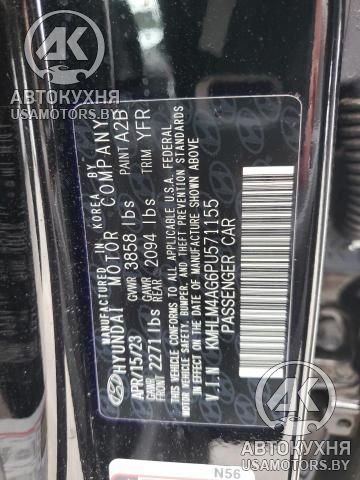 AK
АВТОКУХНЯ
USAMOTORS.BY
MANUFACTURED IN KOREA BY
HYUNDAI MOTOR COMPANY
APR/15/23 GVWR 3858 lbs PAINT A2B
GAWR FRONT 2271 lbs GAWR REAR 2094 lbs TRIM YFR
THIS VEHICLE CONFORMS TO ALL APPLICABLE U.S.A. FEDERAL
MOTOR VEHICLE SAFETY, BUMPER, AND THEFT PREVENTION
STANDARDS IN EFFECT ON THE DATE OF
MANUFACTURE SHOWN ABOVE
V.I.N KMHLM4AG8PU571155
PASSENGER CAR
N56
AK
АВТОКУХНЯ
USAMOTORS.BY